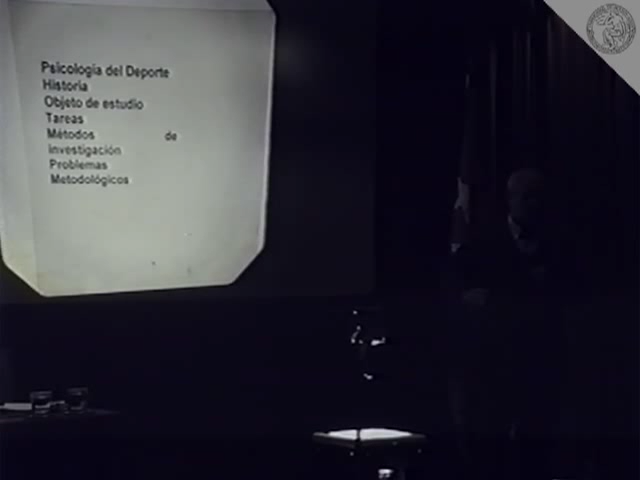 Psicología del Deporte
Historia
Objeto de estudio
Tareas
Métodos de
investigación
Problemas
Metodológicos